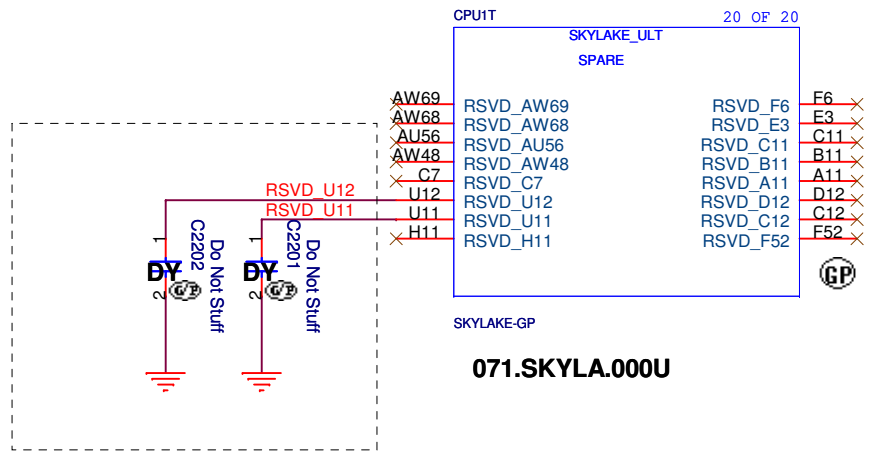 CPU1T
20 OF 20
SKYLAKE_ULT
SPARE
AW69
RSVD_AW69
RSVD_F6
F6
AW68
RSVD_AW68
RSVD_E3
E3
AU56
RSVD_AU56
RSVD_C11
C11
AW48
RSVD_AW48
RSVD_B11
B11
C7
RSVD_C7
RSVD_A11
A11
RSVD_U12
U12
RSVD_U12
RSVD_D12
D12
RSVD_U11
U11
RSVD_U11
RSVD_C12
C12
H11
RSVD_H11
RSVD_F52
F52
1
C2202
Do Not Stuff
DY
G/P
2
1
C2201
Do Not Stuff
DY
G/P
2
GP
SKYLAKE-GP
071.SKYLA.000U